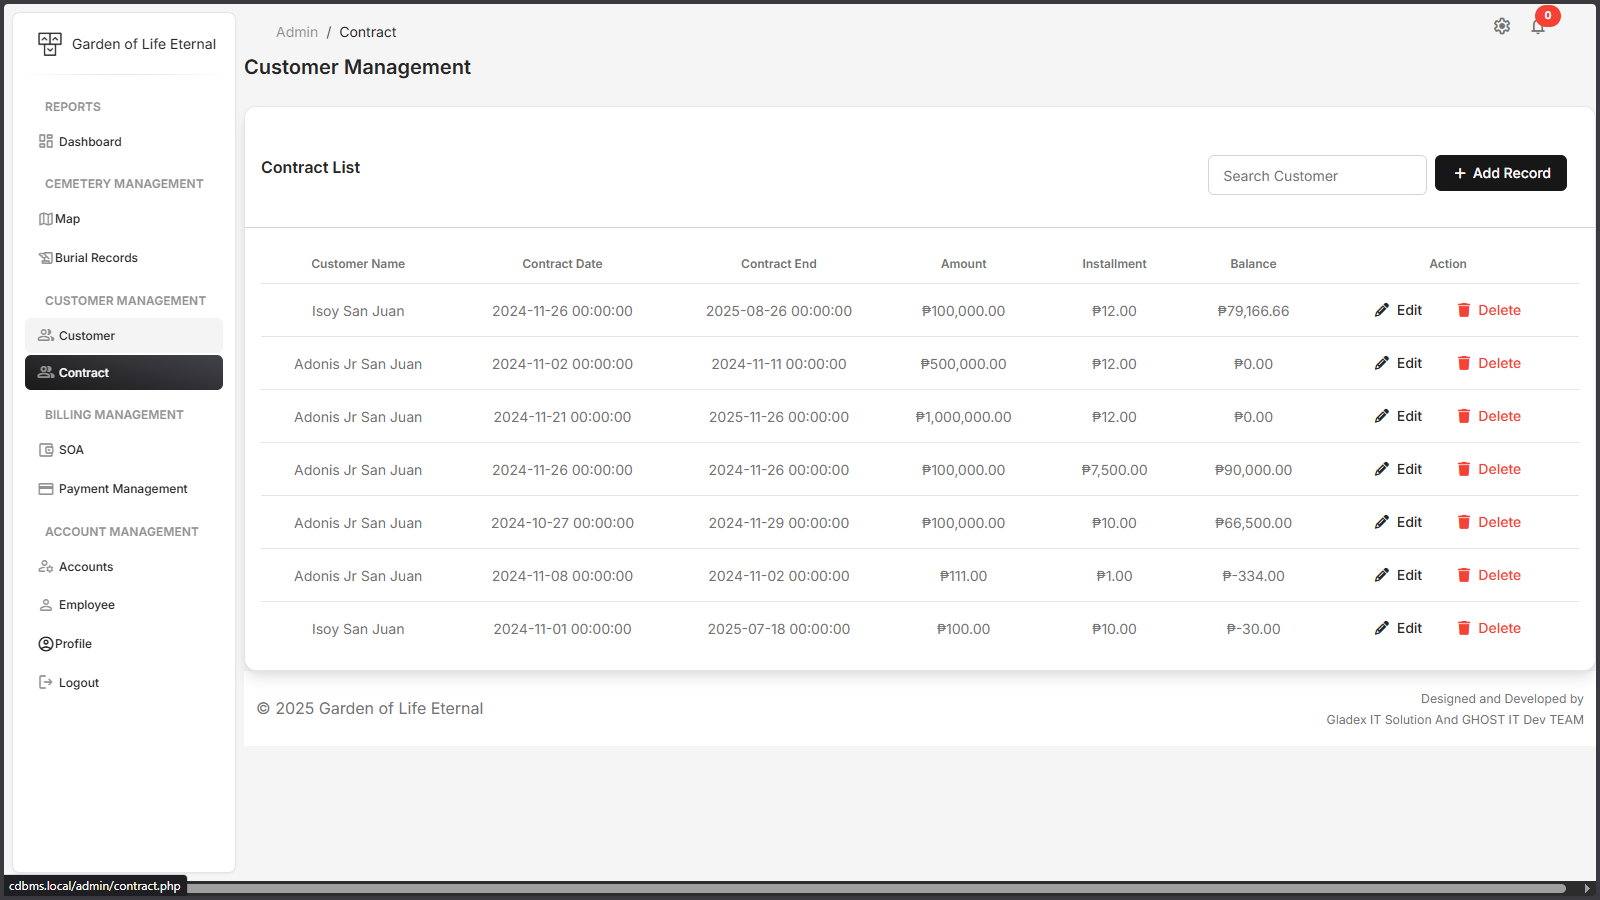 Garden of Life Eternal
REPORTS
Dashboard
CEMETERY MANAGEMENT
Map
Burial Records
CUSTOMER MANAGEMENT
Customer
Contract
BILLING MANAGEMENT
SOA
Payment Management
ACCOUNT MANAGEMENT
Accounts
Employee
Profile
Logout
Admin / Contract
0
Customer Management
Contract List
Search Customer
+ Add Record
Customer Name Contract Date Contract End Amount Installment Balance Action
Isoy San Juan 2024-11-26 00:00:00 2025-08-26 00:00:00 ₱100,000.00 ₱12.00 ₱79,166.66 Edit Delete
Adonis Jr San Juan 2024-11-02 00:00:00 2024-11-11 00:00:00 ₱500,000.00 ₱12.00 ₱0.00 Edit Delete
Adonis Jr San Juan 2024-11-21 00:00:00 2025-11-26 00:00:00 ₱1,000,000.00 ₱12.00 ₱0.00 Edit Delete
Adonis Jr San Juan 2024-11-26 00:00:00 2024-11-26 00:00:00 ₱100,000.00 ₱7,500.00 ₱90,000.00 Edit Delete
Adonis Jr San Juan 2024-10-27 00:00:00 2024-11-29 00:00:00 ₱100,000.00 ₱10.00 ₱66,500.00 Edit Delete
Adonis Jr San Juan 2024-11-08 00:00:00 2024-11-02 00:00:00 ₱111.00 ₱1.00 ₱-334.00 Edit Delete
Isoy San Juan 2024-11-01 00:00:00 2025-07-18 00:00:00 ₱100.00 ₱10.00 ₱-30.00 Edit Delete
© 2025 Garden of Life Eternal
Designed and Developed by
Gladex IT Solution And GHOST IT Dev TEAM
cdbms.local/admin/contract.php